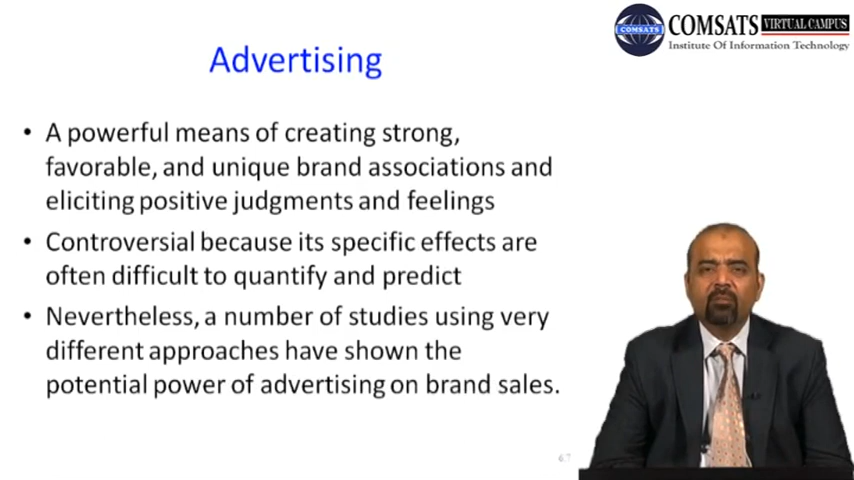 COMSATS VIRTUAL CAMPUS
Institute Of Information Technology
COMSATS
Advertising
• A powerful means of creating strong,
favorable, and unique brand associations and
eliciting positive judgments and feelings
• Controversial because its specific effects are
often difficult to quantify and predict
• Nevertheless, a number of studies using very
different approaches have shown the
potential power of advertising on brand sales.
6.7